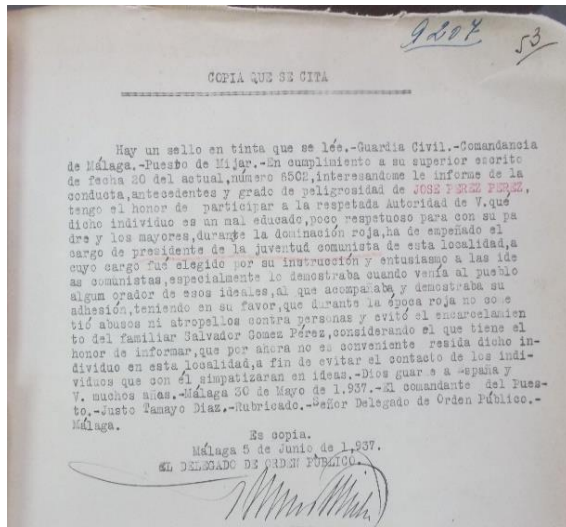 9207
53
COPIA QUE SE CITA
Hay un sello en tinta que se lée.-Guardia Civil.-Comandancia
de Málaga.-Puesto de Mijar.-En cumplimiento a su superior escrito
de fecha 20 del actual,número 6502,interesandome le informe de la
conducta,antecedentes y grado de peligrosidad de JOSE PEREZ PEREZ,
tengo el honor de participar a la respetada Autoridad de V.qué
dicho individuo es un mal educado,poco respetuoso para con su pa
dre y los mayores,durante la dominación roja,ha de empeñado el
cargo de presidente de la juventud comunista de esta localidad,a
cuyo cargo fué elegido por su instrucción y entusiasmo a las ide
as comunistas,especialmente lo demostraba cuando venía al pueblo
algum orador de esos ideales,al que acompañaba y demostraba su
adhesión,teniendo en su favor,que durante la época roja no come
tió abusos ni atropellos contra personas y evitó el encarcelamien
to del familiar Salvador Gomez Pérez,considerando el que tiene el
honor de informar,que por ahora no es conveniente resida dicho in-
dividuo en esta localidad,a fin de evitar el contacto de los indi-
viduos que con él simpatizaran en ideas.-Dios guar e a España y
V. muchos años.-Málaga 30 de Mayo de 1.937.-El comandante del Pues-
to.-Justo Tamayo Diaz.-Rubricado.-Señor Delegado de Orden Público.-
Málaga.
Es copia.
Málaga 5 de Junio de 1.937.
EL DELEGADO DE ORDEN PÚBLICO.